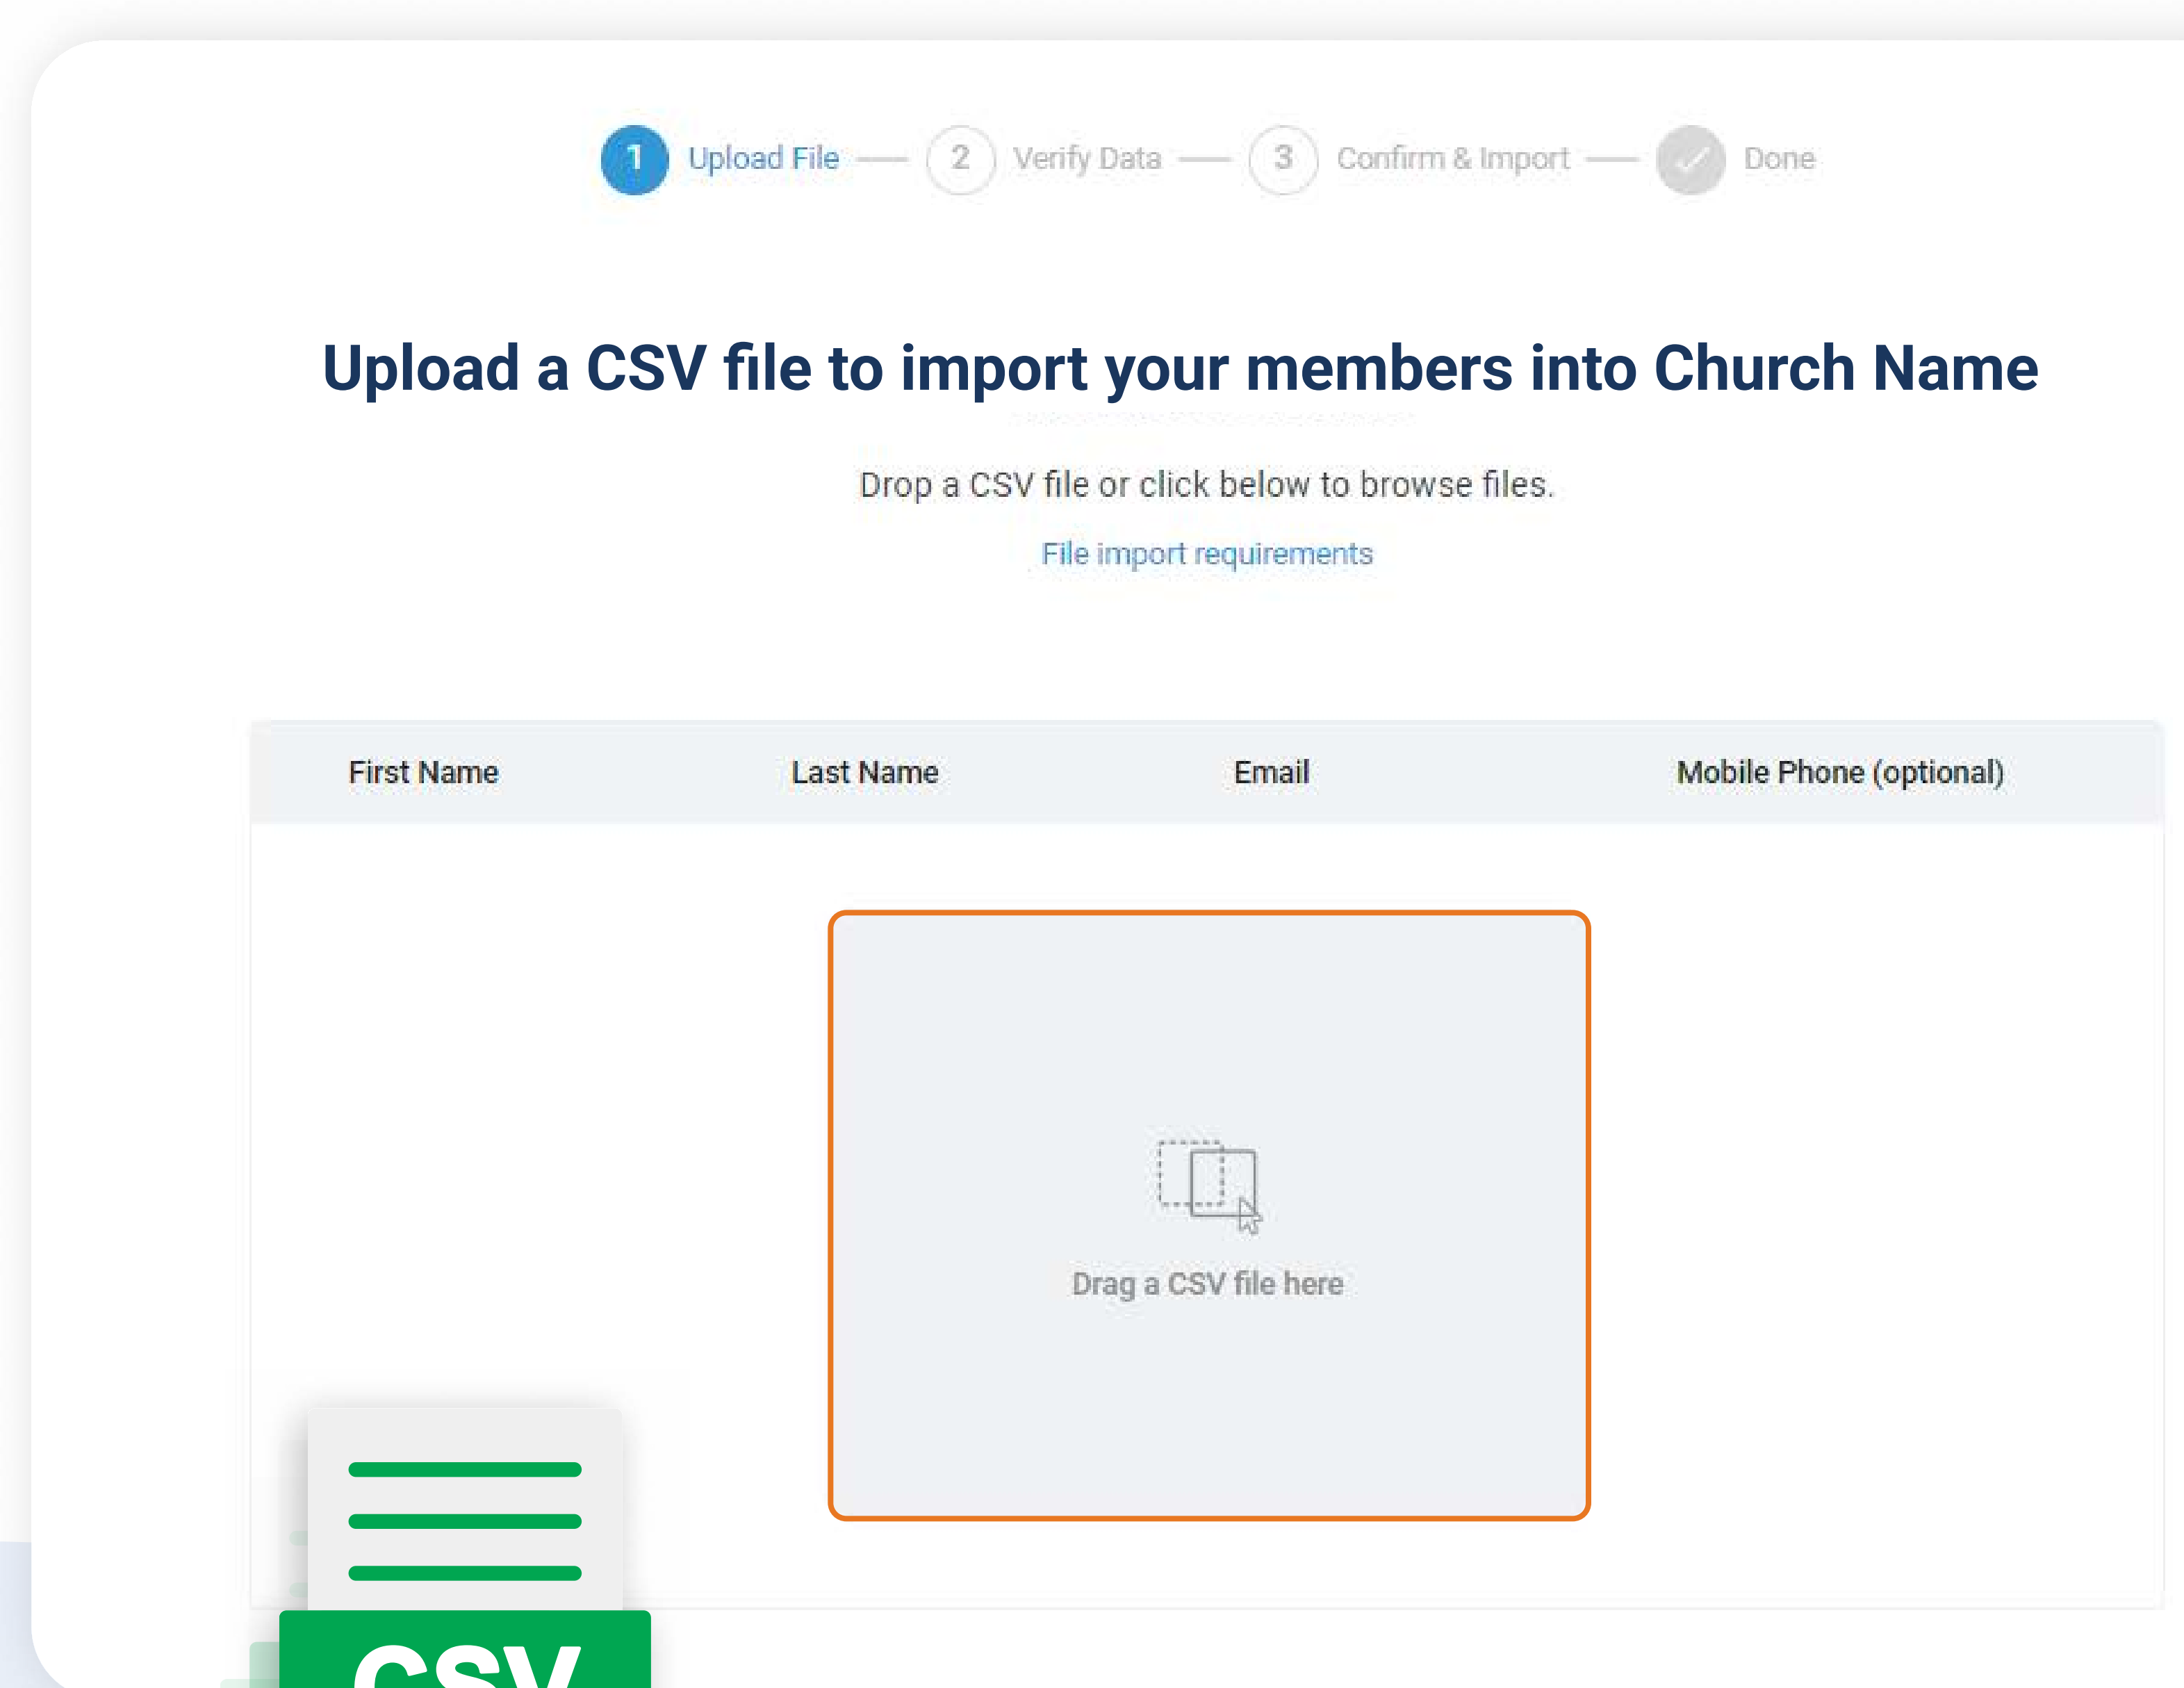 1 Upload File 2 Verify Data 3 Confirm & Import Done
Upload a CSV file to import your members into Church Name
Drop a CSV file or click below to browse files.
File import requirements
First Name Last Name Email Mobile Phone (optional)
Drag a CSV file here
CSV